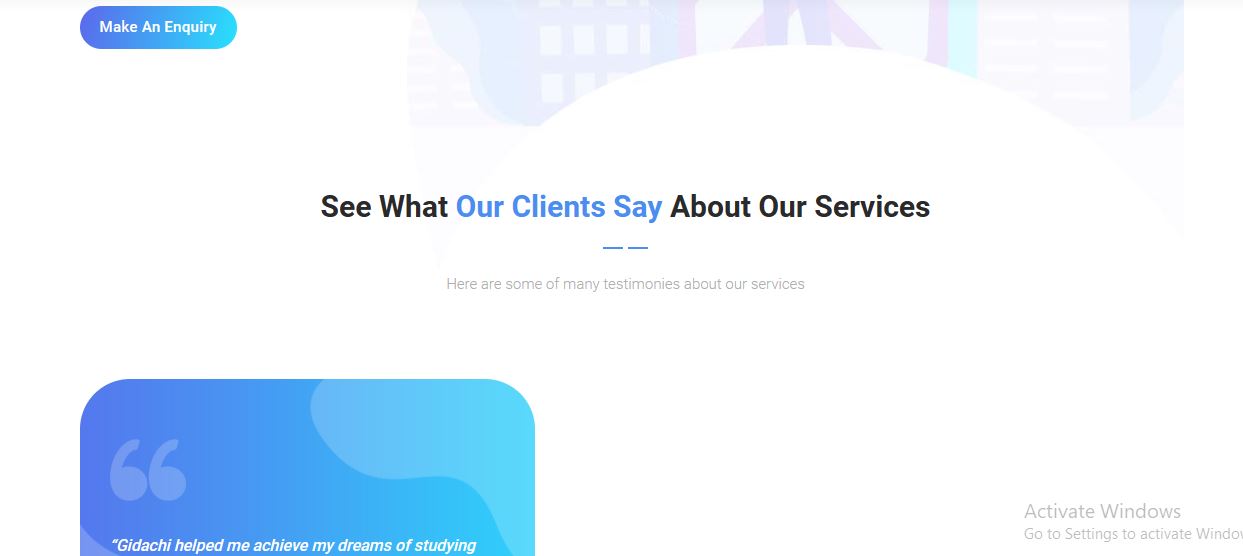 Make An Enquiry
See What Our Clients Say About Our Services
Here are some of many testimonies about our services
“Gidachi helped me achieve my dreams of studying
Activate Windows
Go to Settings to activate Window